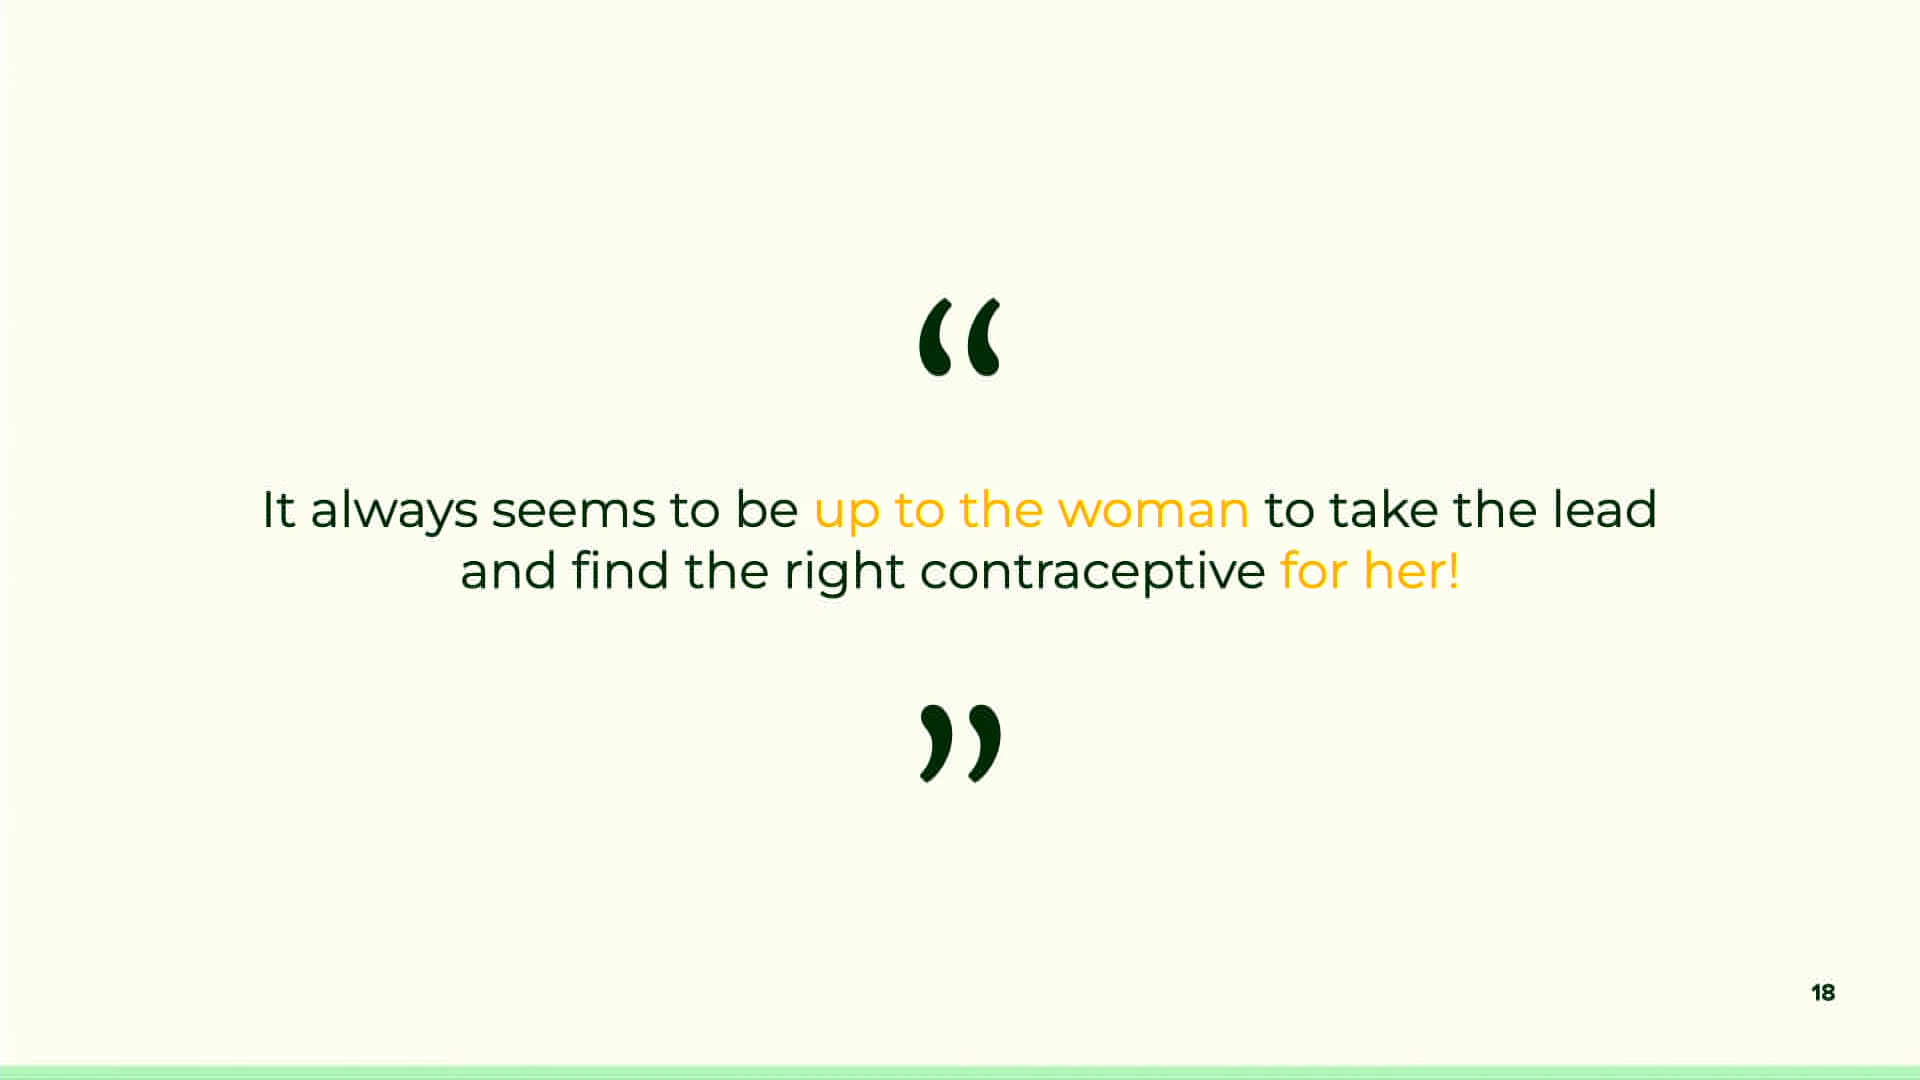 “
It always seems to be up to the woman to take the lead
and find the right contraceptive for her!
”
18